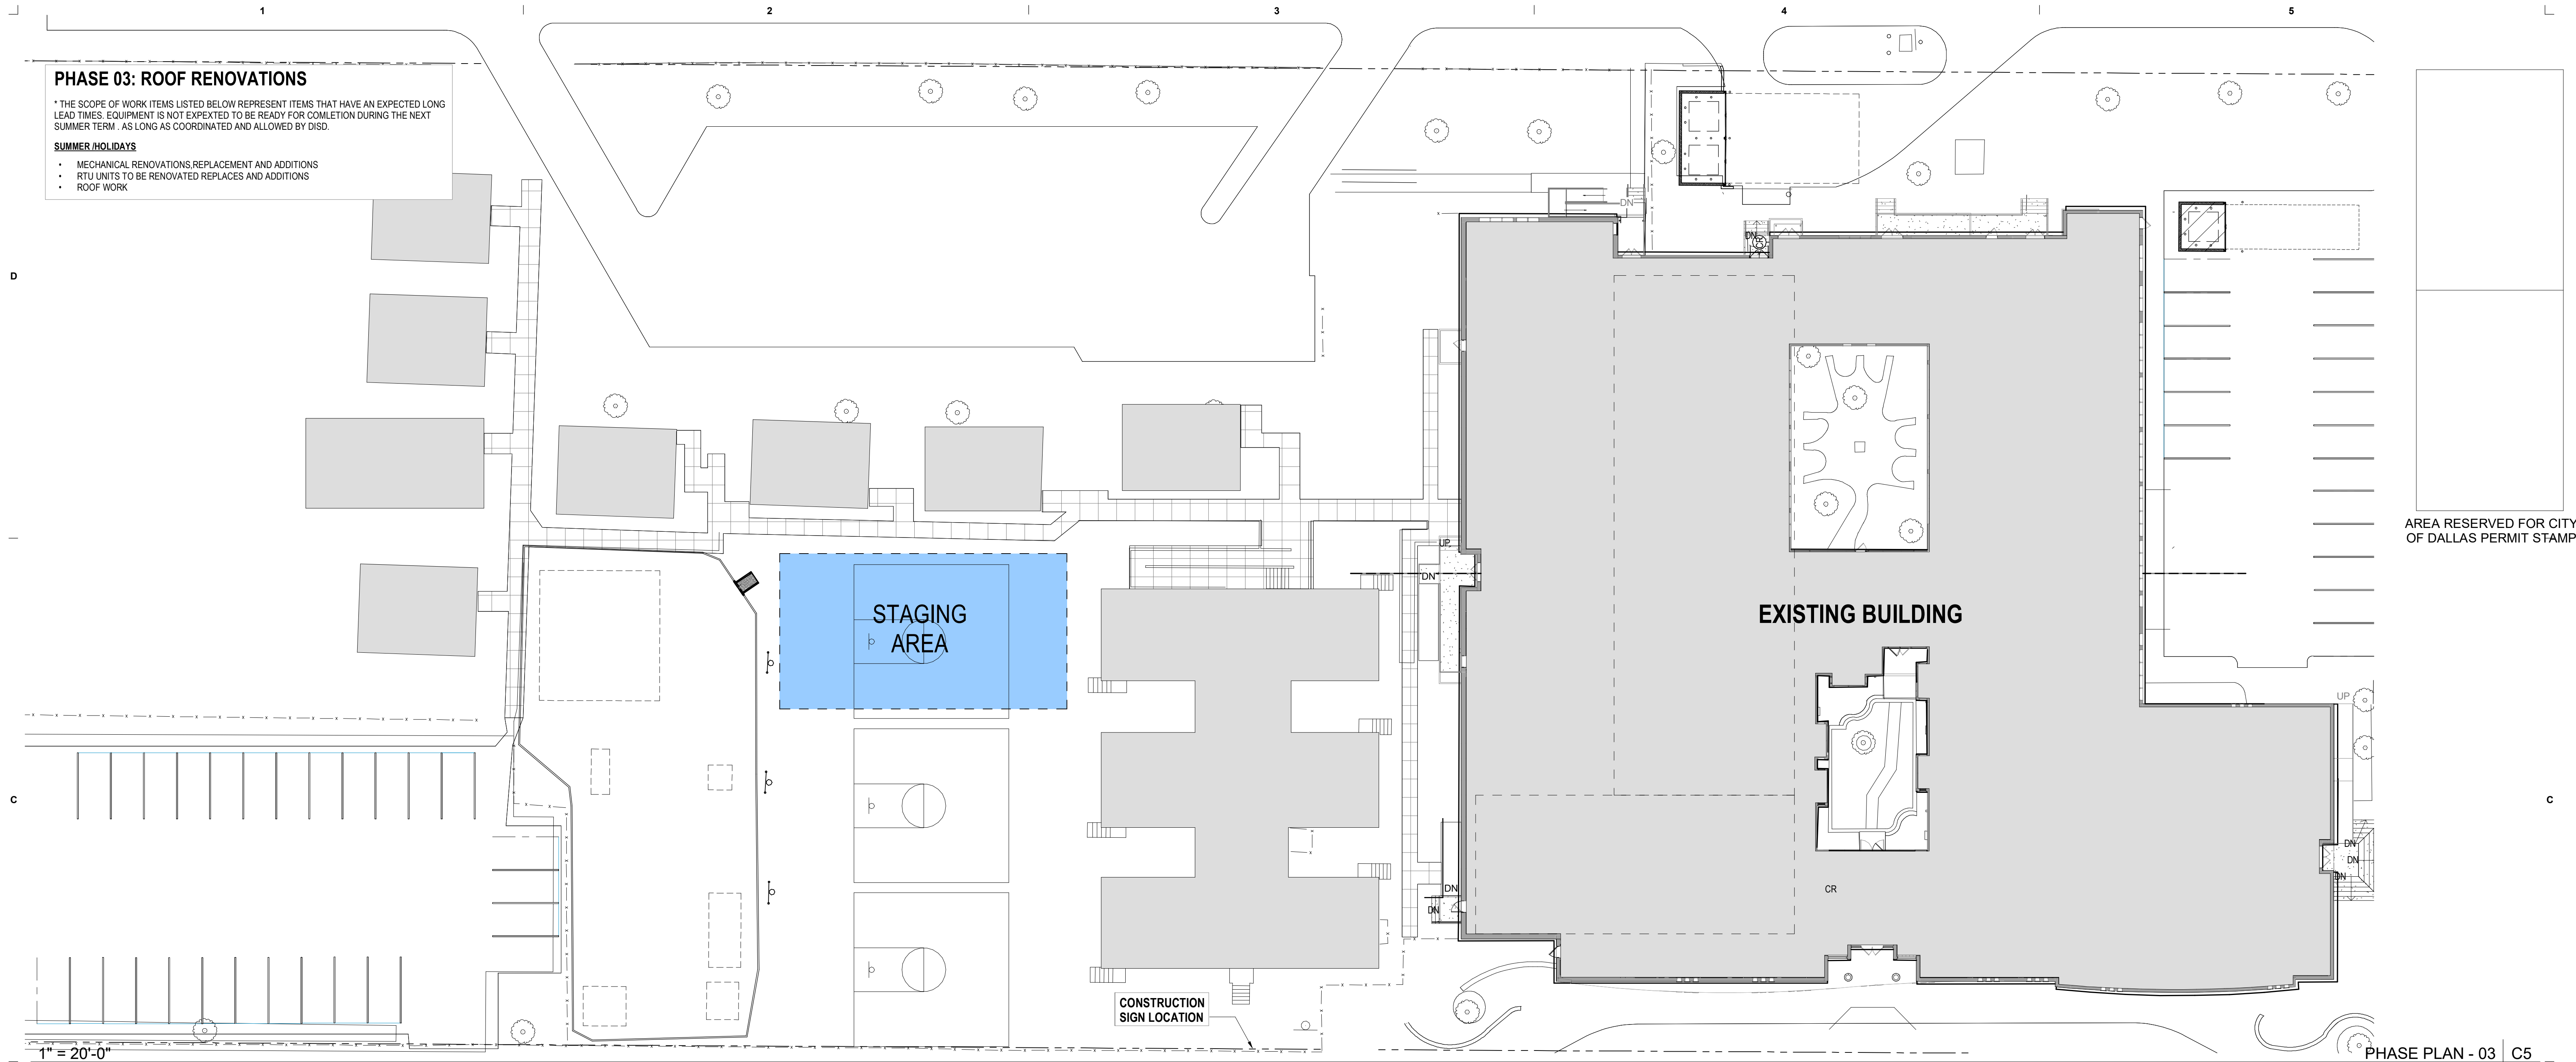 1 2 3 4 5
PHASE 03: ROOF RENOVATIONS
* THE SCOPE OF WORK ITEMS LISTED BELOW REPRESENT ITEMS THAT HAVE AN EXPECTED LONG
LEAD TIMES. EQUIPMENT IS NOT EXPEXTED TO BE READY FOR COMLETION DURING THE NEXT
SUMMER TERM . AS LONG AS COORDINATED AND ALLOWED BY DISD.
SUMMER /HOLIDAYS
• MECHANICAL RENOVATIONS,REPLACEMENT AND ADDITIONS
• RTU UNITS TO BE RENOVATED REPLACES AND ADDITIONS
• ROOF WORK
DN
DN
C5
D
D
AREA RESERVED FOR CITY
OF DALLAS PERMIT STAMP
UP
DN
STAGING
AREA
EXISTING BUILDING
UP
C
C
DN
DN
DN
CR
DN
DN
CONSTRUCTION
SIGN LOCATION
1" = 20'-0"
PHASE PLAN - 03 C5